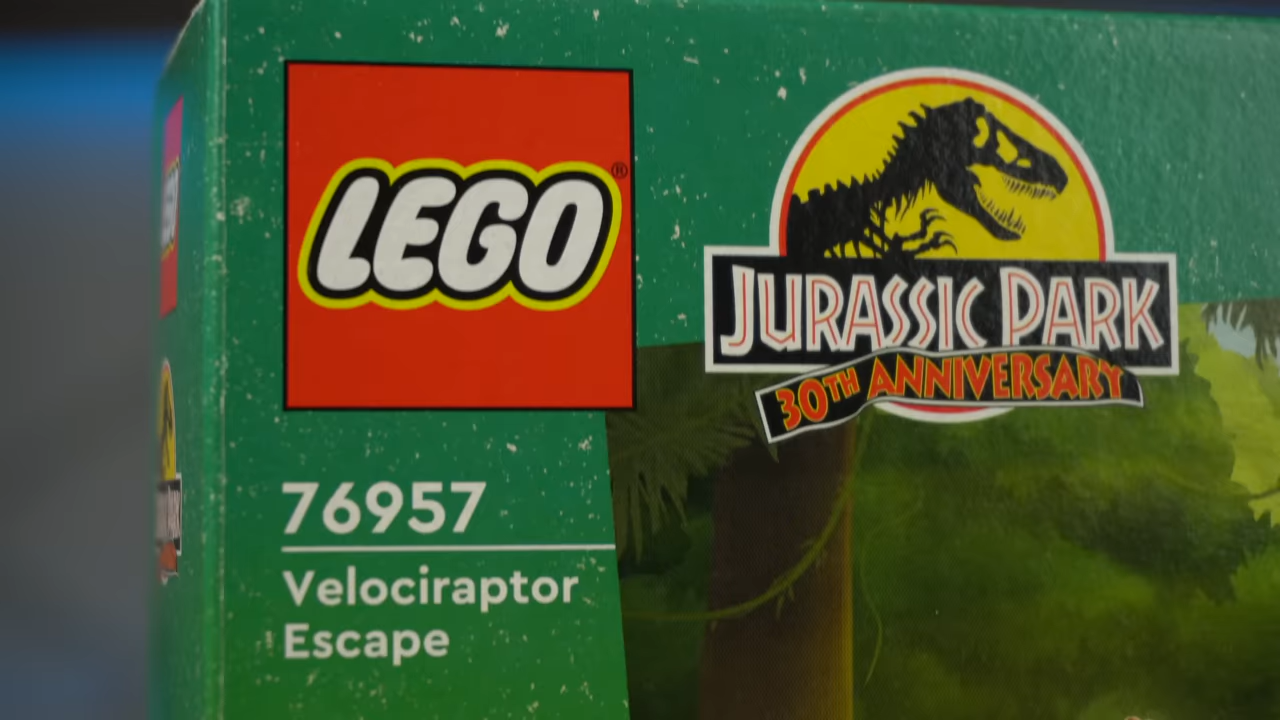 LEGO®
JURASSIC PARK
30TH ANNIVERSARY
76957
Velociraptor
Escape